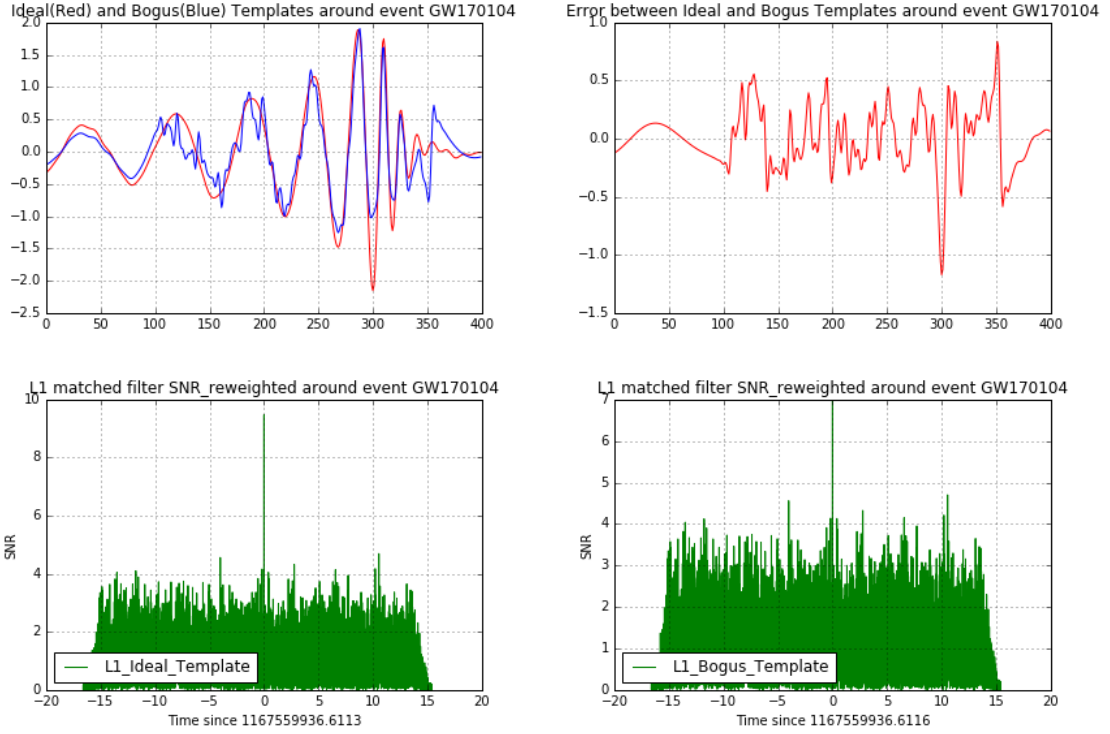 Ideal(Red) and Bogus(Blue) Templates around event GW170104
2.0
1.5
1.0
0.5
0.0
−0.5
−1.0
−1.5
−2.0
−2.5
0 50 100 150 200 250 300 350 400
Error between Ideal and Bogus Templates around event GW170104
1.0
0.5
0.0
−0.5
−1.0
−1.5
0 50 100 150 200 250 300 350 400
L1 matched filter SNR_reweighted around event GW170104
10
8
6
4
2
0
SNR
L1_Ideal_Template
−20 −15 −10 −5 0 5 10 15 20
Time since 1167559936.6113
L1 matched filter SNR_reweighted around event GW170104
7
6
5
4
3
2
1
0
SNR
L1_Bogus_Template
−20 −15 −10 −5 0 5 10 15 20
Time since 1167559936.6116